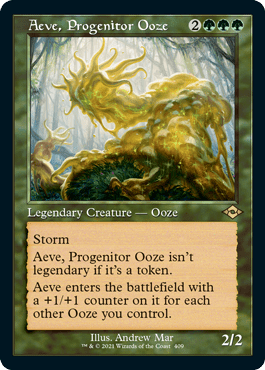 Aeve, Progenitor Ooze 2
Legendary Creature — Ooze
Storm
Aeve, Progenitor Ooze isn't
legendary if it's a token.
Aeve enters the battlefield with
a +1/+1 counter on it for each
other Ooze you control.
Illus. Andrew Mar
2/2
™ & © 2021 Wizards of the Coast 409